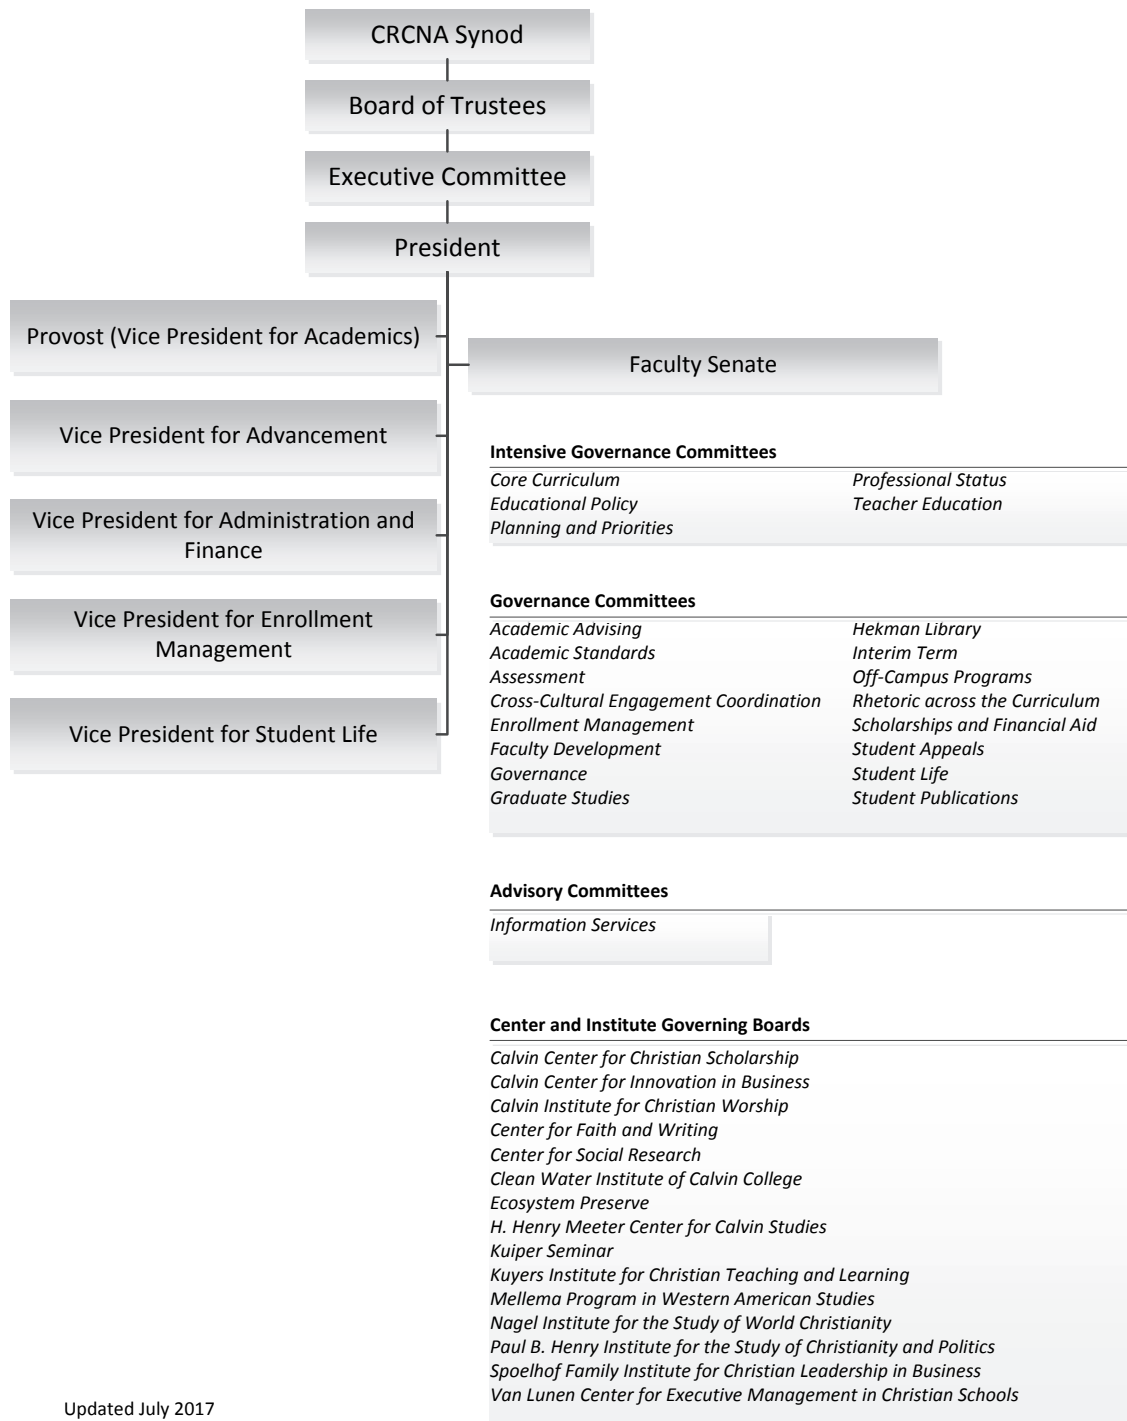 CRCNA Synod
Board of Trustees
Executive Committee
President
Provost (Vice President for Academics)
Faculty Senate
Vice President for Advancement
Vice President for Administration and
Finance
Vice President for Enrollment
Management
Vice President for Student Life
Intensive Governance Committees
Core Curriculum
Educational Policy
Planning and Priorities
Professional Status
Teacher Education
Governance Committees
Academic Advising
Academic Standards
Assessment
Cross-Cultural Engagement Coordination
Enrollment Management
Faculty Development
Governance
Graduate Studies
Hekman Library
Interim Term
Off-Campus Programs
Rhetoric across the Curriculum
Scholarships and Financial Aid
Student Appeals
Student Life
Student Publications
Advisory Committees
Information Services
Center and Institute Governing Boards
Calvin Center for Christian Scholarship
Calvin Center for Innovation in Business
Calvin Institute for Christian Worship
Center for Faith and Writing
Center for Social Research
Clean Water Institute of Calvin College
Ecosystem Preserve
H. Henry Meeter Center for Calvin Studies
Kuiper Seminar
Kuyers Institute for Christian Teaching and Learning
Mellema Program in Western American Studies
Nagel Institute for the Study of World Christianity
Paul B. Henry Institute for the Study of Christianity and Politics
Spoelhof Family Institute for Christian Leadership in Business
Van Lunen Center for Executive Management in Christian Schools
Updated July 2017